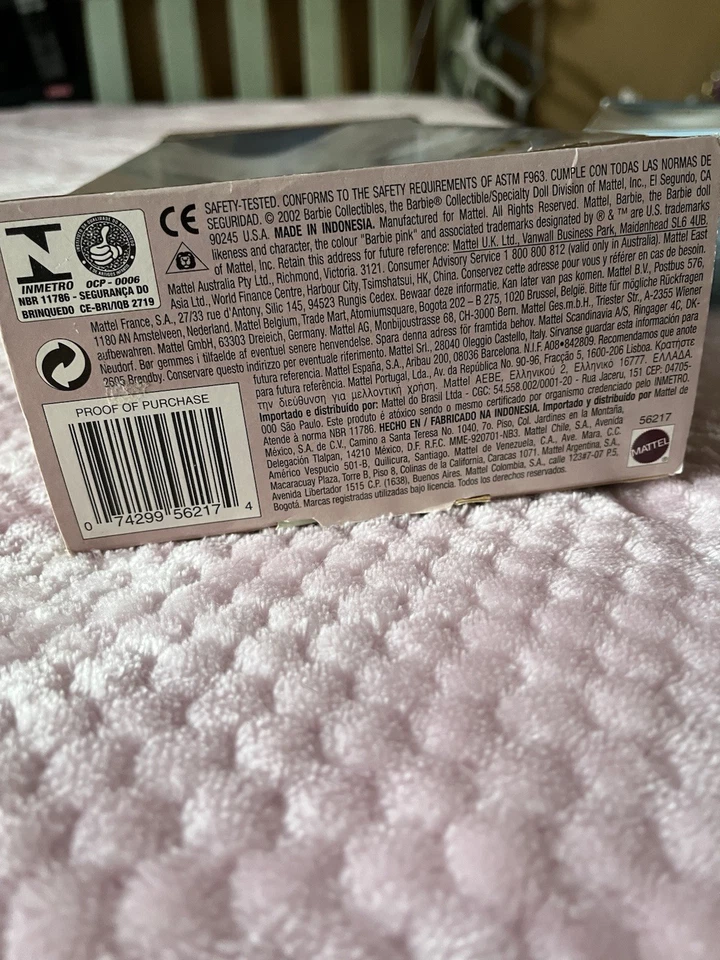 SAFETY-TESTED. CONFORMS TO THE SAFETY REQUIREMENTS OF ASTM F963. CUMPLE CON TODAS LAS NORMAS DE
SEGURIDAD. © 2002 Barbie Collectibles, the Barbie® Collectible/Specialty Doll Division of Mattel, Inc., El Segundo, CA
90245 U.S.A. MADE IN INDONESIA. Manufactured for Mattel. All Rights Reserved. Mattel, Barbie, the Barbie doll
likeness and character, the colour "Barbie pink" and associated trademarks designated by ® & ™ are U.S. trademarks
of Mattel, Inc. Retain this address for future reference: Mattel U.K. Ltd., Vanwall Business Park, Maidenhead SL6 4UB.
Mattel Australia Pty Ltd., Richmond, Victoria. 3121. Consumer Advisory Service 1 800 800 812 (valid only in Australia). Mattel East
Asia Ltd., World Finance Centre, Harbour City, Tsimshatsui, HK, China. Conservez cette adresse pour vous y référer en cas de besoin.
Mattel France, S.A., 27/33 rue d'Antony, Silic 145, 94523 Rungis Cedex. Bewaar deze informatie. Kan later van pas komen. Mattel B.V., Postbus 576,
1180 AN Amstelveen, Nederland. Mattel Belgium, Trade Mart, Atomiumsquare, Bogota 202 – B 275, 1020 Brussel, België. Bitte für mögliche Rückfragen
aufbewahren. Mattel GmbH, 63303 Dreieich, Germany. Mattel AG, Monbijoustrasse 68, CH-3000 Bern. Mattel Ges.m.b.H., Triester Str., A-2355 Wiener
Neudorf. Bør gemmes i tilfælde af eventuel senere henvendelse. Spara denna adress för framtida behov. Mattel Scandinavia A/S, Ringager 4C, DK-
2605 Brøndby. Conservare questo indirizzo per eventuale riferimento. Mattel Srl., 28040 Oleggio Castello, Italy. Sírvanse guardar esta información para
futura referencia. Mattel España, S.A., Aribau 200, 08036 Barcelona. N.I.F. A08•842809. Recomendamos que anote
para futura referência. Mattel Portugal, Lda., Av. da República No. 90-96, Fracção 5, 1600-206 Lisboa. Κρατήστε
την διεύθυνση για μελλοντική χρήση. Mattel AEBE, Ελληνικού 2, Ελληνικό 16777, ΕΛΛΑΔΑ.
Importado e distribuido por: Mattel do Brasil Ltda - CGC: 54.558.002/0001-20 - Rua Jaceru, 151 CEP: 04705-
000 São Paulo. Este produto é atóxico sendo o mesmo certificado por organismo credenciado pelo INMETRO.
Atende à norma NBR 11786. HECHO EN / FABRICADO NA INDONESIA. Importado y distribuido por Mattel de
México, S.A. de C.V., Camino a Santa Teresa No. 1040, 7o. Piso, Col. Jardines en la Montaña,
Delegación Tlalpan, 14210 México, D.F. R.F.C. MME-920701-NB3. Mattel Chile, S.A., Avenida
Américo Vespucio 501-B, Quilicura, Santiago. Mattel de Venezuela, C.A., Ave. Mara, C.C.
Macaracuay Plaza, Torre B, Piso 8, Colinas de la California, Caracas 1071. Mattel Argentina, S.A.,
Avenida Libertador 1515 C.P. (1638), Buenos Aires. Mattel Colombia, S.A., calle 123#7-07 P.5,
Bogotá. Marcas registradas utilizadas bajo licencia. Todos los derechos reservados.
CE
INMETRO OCP - 0006
NBR 11786 - SEGURANÇA DO
BRINQUEDO CE-BRI/IQB 2719
PROOF OF PURCHASE
0 74299 56217 4
56217
MATTEL